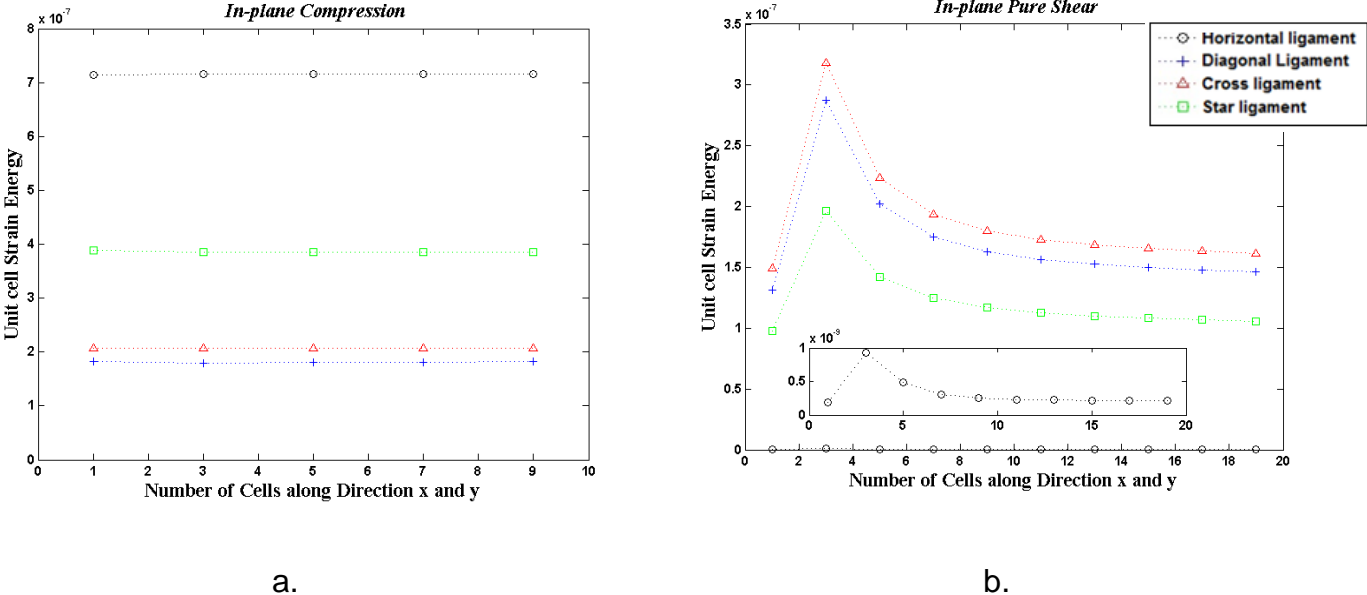 In-plane Compression
x 10⁻⁷
8
7
6
5
4
3
2
1
0
0 1 2 3 4 5 6 7 8 9 10
Unit cell Strain Energy
Number of Cells along Direction x and y
a.
In-plane Pure Shear
x 10⁻⁷
3.5
3
2.5
2
1.5
1
0.5
0
0 2 4 6 8 10 12 14 16 18 20
Unit cell Strain Energy
Number of Cells along Direction x and y
Horizontal ligament
Diagonal Ligament
Cross ligament
Star ligament
x 10⁻⁹
1
0.5
0
0 5 10 15 20
b.